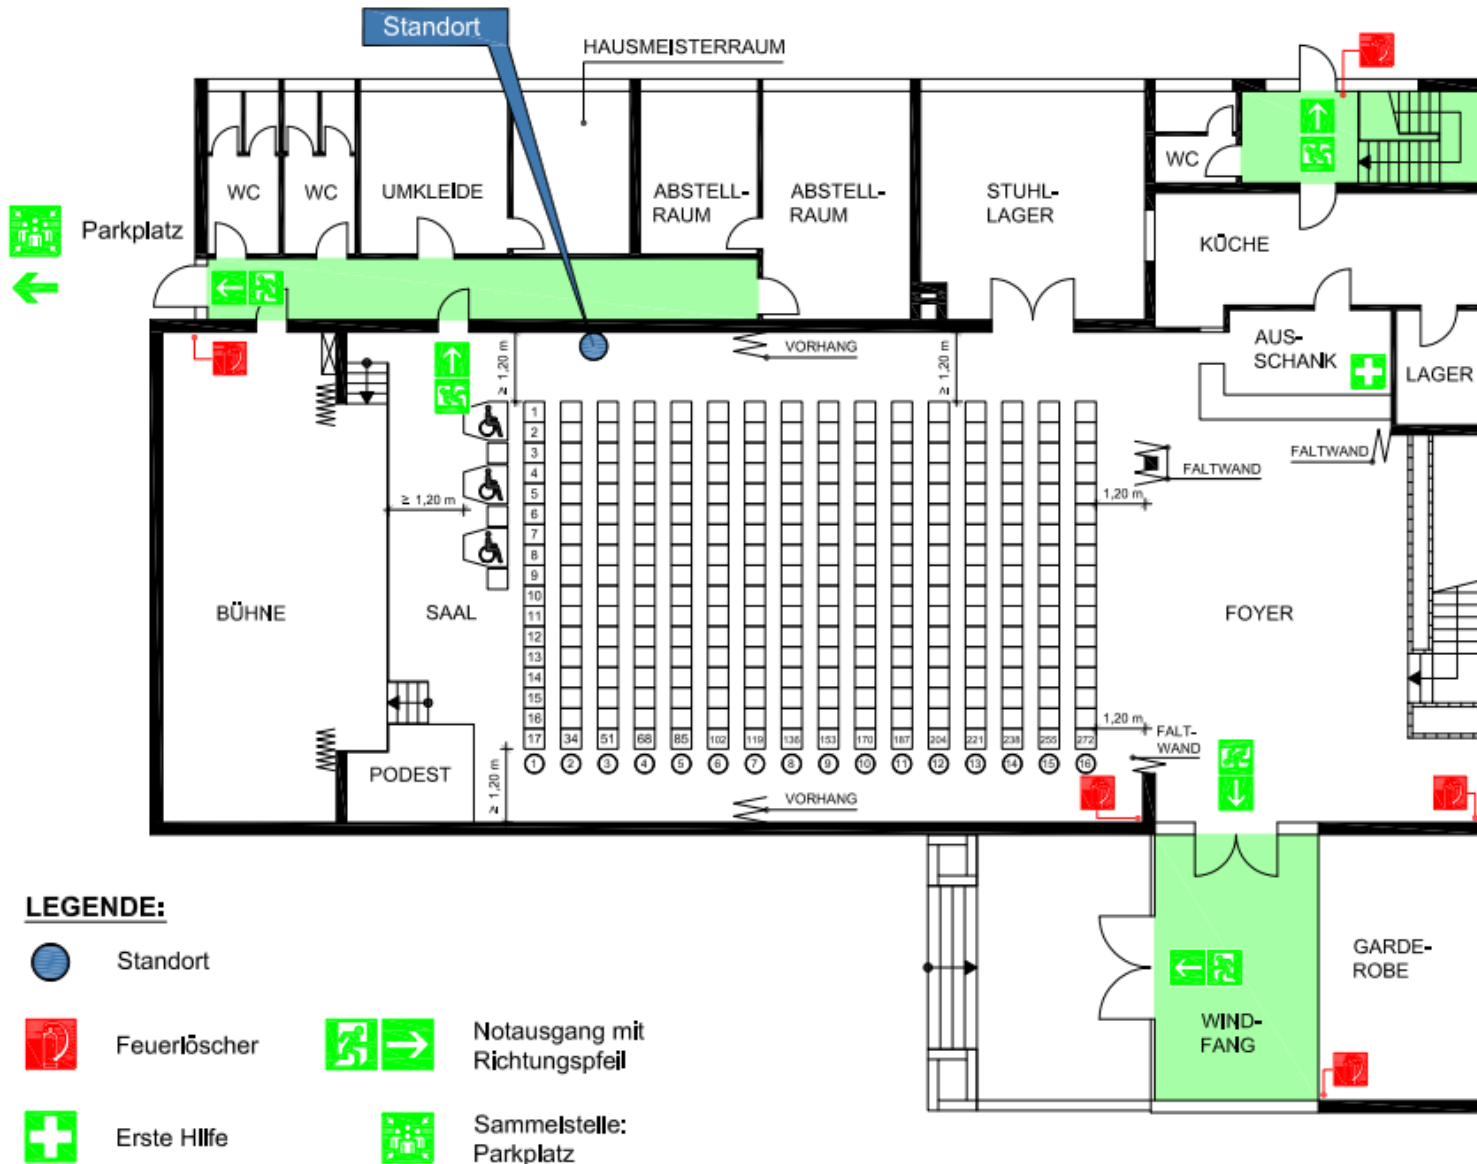 Standort
HAUSMEISTERRAUM
WC
WC
UMKLEIDE
ABSTELL-
RAUM
ABSTELL-
RAUM
STUHL-
LAGER
WC
KÜCHE
Parkplatz
VORHANG
≥ 1,20 m
≥ 1,20 m
AUS-
SCHANK
LAGER
FALTWAND
FALTWAND
≥ 1,20 m
1,20 m
1
2
3
4
5
6
7
8
9
10
11
12
13
14
15
16
17 34 51 68 85 102 119 136 153 170 187 204 221 238 255 272
1 2 3 4 5 6 7 8 9 10 11 12 13 14 15 16
BÜHNE
SAAL
FOYER
1,20 m
FALT-
WAND
PODEST
≥ 1,20 m
VORHANG
GARDE-
ROBE
WIND-
FANG
LEGENDE:
Standort
Feuerlöscher
Notausgang mit
Richtungspfeil
Erste Hilfe
Sammelstelle:
Parkplatz